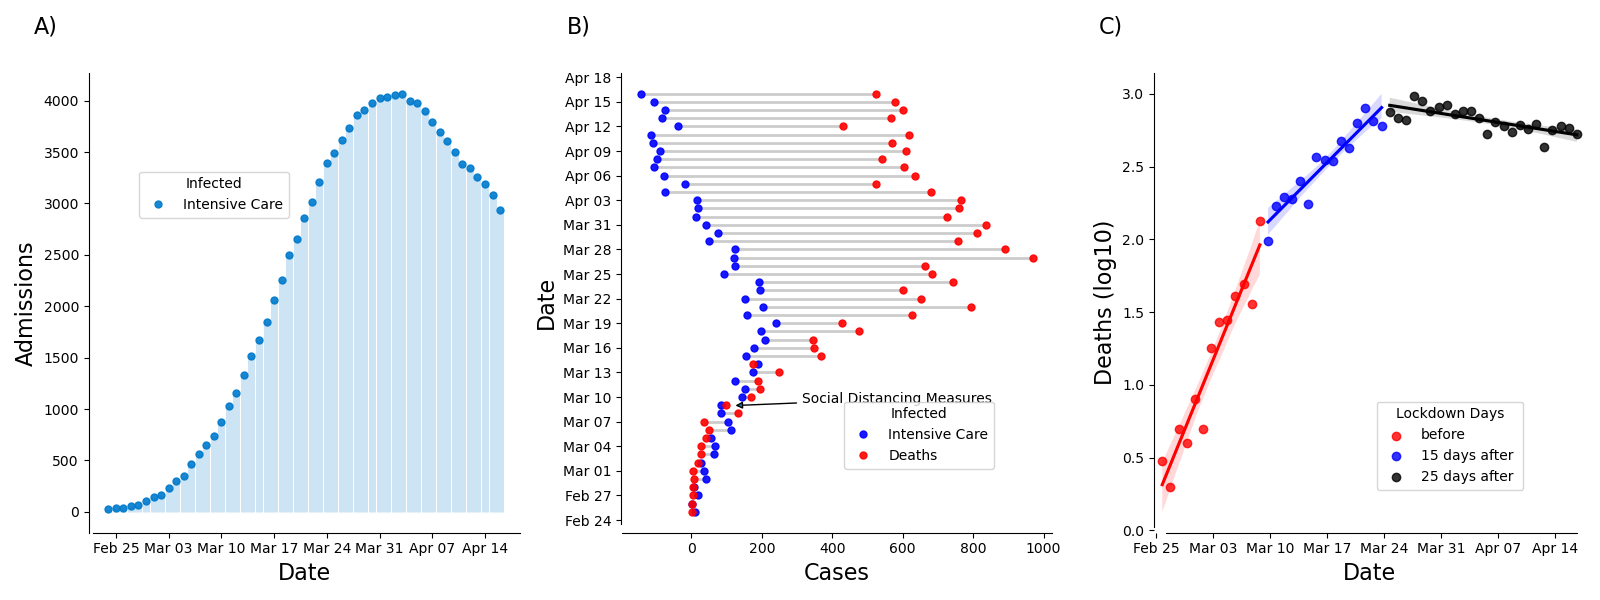 A)
Admissions
4000
3500
3000
2500
2000
1500
1000
500
0
Infected
Intensive Care
Feb 25 Mar 03 Mar 10 Mar 17 Mar 24 Mar 31 Apr 07 Apr 14
Date
B)
Date
Apr 18
Apr 15
Apr 12
Apr 09
Apr 06
Apr 03
Mar 31
Mar 28
Mar 25
Mar 22
Mar 19
Mar 16
Mar 13
Mar 10
Mar 07
Mar 04
Mar 01
Feb 27
Feb 24
Social Distancing Measures
Infected
Intensive Care
Deaths
0 200 400 600 800 1000
Cases
C)
Deaths (log10)
3.0
2.5
2.0
1.5
1.0
0.5
0.0
Lockdown Days
before
15 days after
25 days after
Feb 25 Mar 03 Mar 10 Mar 17 Mar 24 Mar 31 Apr 07 Apr 14
Date